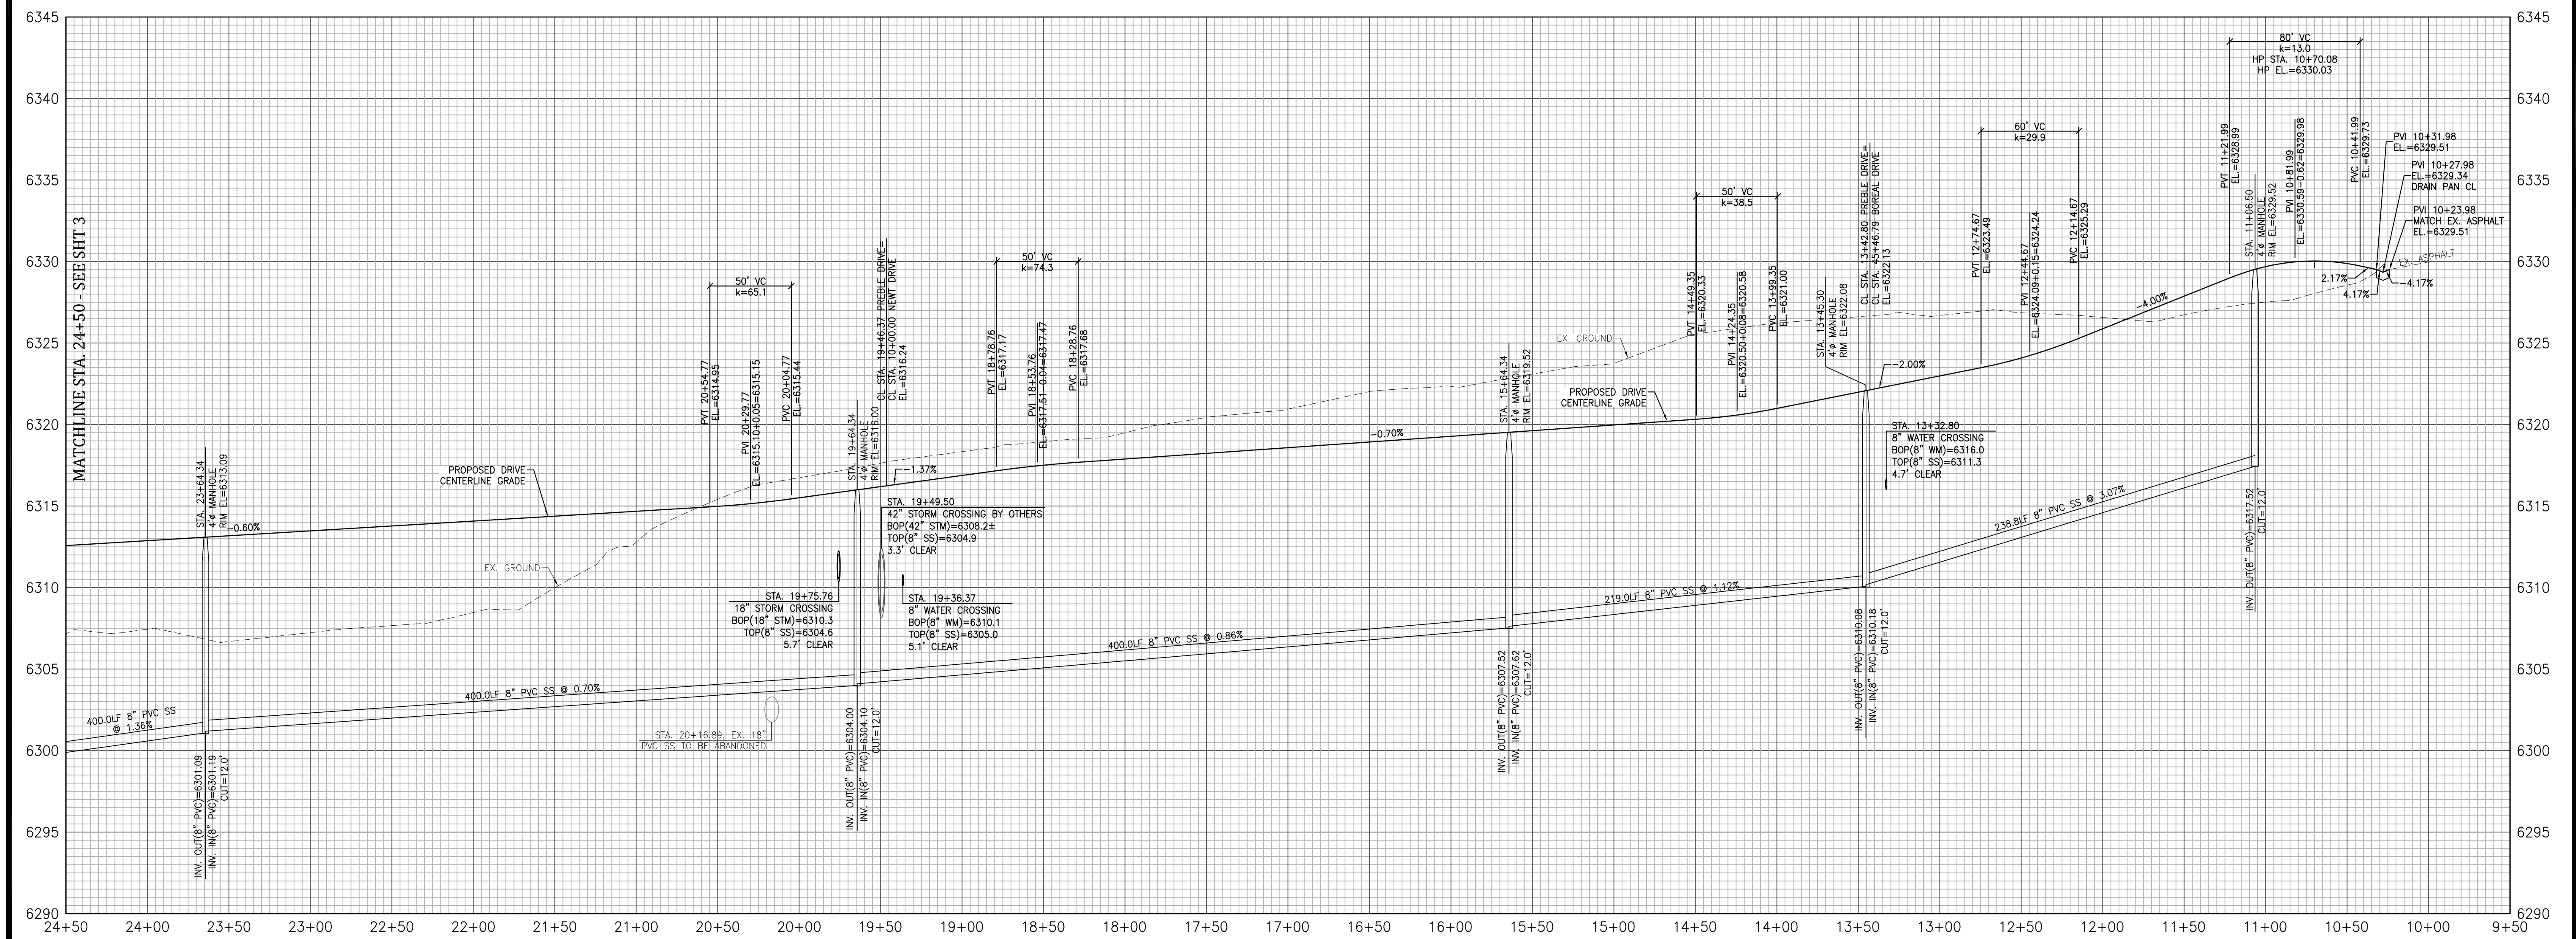 6345
6340
6335
6330
6325
6320
6315
6310
6305
6300
6295
6290
MATCHLINE STA. 24+50 - SEE SHT 3
STA. 23+64.34
4'ø MANHOLE
RIM EL=6313.09
-0.60%
PROPOSED DRIVE
CENTERLINE GRADE
EX. GROUND
400.0LF 8" PVC SS
@ 1.36%
INV. OUT(8" PVC)=6301.09
INV. IN(8" PVC)=6301.19
CUT=12.0'
400.0LF 8" PVC SS @ 0.70%
50' VC
k=65.1
PVT 20+54.77
EL.=6314.95
PVI 20+29.77
EL.=6315.10+0.05=6315.15
PVC 20+04.77
EL.=6315.44
STA. 19+64.34
4'ø MANHOLE
RIM EL=6316.00
CL STA. 19+46.37 PREBLE DRIVE=
CL STA. 10+00.00 NEWT DRIVE
EL=6316.24
-1.37%
STA. 19+49.50
42" STORM CROSSING BY OTHERS
BOP(42" STM)=6308.2±
TOP(8" SS)=6304.9
3.3' CLEAR
STA. 19+75.76
18" STORM CROSSING
BOP(18" STM)=6310.3
TOP(8" SS)=6304.6
5.7' CLEAR
STA. 19+36.37
8" WATER CROSSING
BOP(8" WM)=6310.1
TOP(8" SS)=6305.0
5.1' CLEAR
STA. 20+16.89, EX. 18"
PVC SS TO BE ABANDONED
INV. OUT(8" PVC)=6304.00
INV. IN(8" PVC)=6304.10
CUT=12.0'
50' VC
k=74.3
PVT 18+78.76
EL.=6317.17
PVI 18+53.76
EL.=6317.51-0.04=6317.47
PVC 18+28.76
EL.=6317.68
400.0LF 8" PVC SS @ 0.86%
-0.70%
EX. GROUND
STA. 15+64.34
4'ø MANHOLE
RIM EL=6319.52
INV. OUT(8" PVC)=6307.52
INV. IN(8" PVC)=6307.62
CUT=12.0'
PROPOSED DRIVE
CENTERLINE GRADE
219.0LF 8" PVC SS @ 1.12%
50' VC
k=38.5
PVT 14+49.35
EL.=6320.33
PVI 14+24.35
EL.=6320.50+0.08=6320.58
PVC 13+99.35
EL.=6321.00
STA. 13+45.30
4'ø MANHOLE
RIM EL=6322.08
CL STA. 13+42.80 PREBLE DRIVE=
CL STA. 45+46.79 BOREAL DRIVE
EL=6322.13
-2.00%
STA. 13+32.80
8" WATER CROSSING
BOP(8" WM)=6316.0
TOP(8" SS)=6311.3
4.7' CLEAR
INV. OUT(8" PVC)=6310.08
INV. IN(8" PVC)=6310.18
CUT=12.0'
60' VC
k=29.9
PVT 12+74.67
EL.=6323.49
PVI 12+44.67
EL.=6324.09+0.15=6324.24
PVC 12+14.67
EL.=6325.29
-4.00%
238.8LF 8" PVC SS @ 3.07%
80' VC
k=13.0
HP STA. 10+70.08
HP EL.=6330.03
PVT 11+21.99
EL.=6328.99
STA. 11+06.50
4'ø MANHOLE
RIM EL=6329.52
PVI 10+81.99
EL.=6330.59-0.62=6329.98
PVC 10+41.99
EL.=6329.73
INV. OUT(8" PVC)=6317.52
CUT=12.0'
PVI 10+31.98
EL.=6329.51
PVI 10+27.98
EL.=6329.34
DRAIN PAN CL
PVI 10+23.98
MATCH EX. ASPHALT
EL.=6329.51
EX. ASPHALT
2.17%
4.17%
-4.17%
6345
6340
6335
6330
6325
6320
6315
6310
6305
6300
6295
6290
24+50 24+00 23+50 23+00 22+50 22+00 21+50 21+00 20+50 20+00 19+50 19+00 18+50 18+00 17+50 17+00 16+50 16+00 15+50 15+00 14+50 14+00 13+50 13+00 12+50 12+00 11+50 11+00 10+50 10+00 9+50